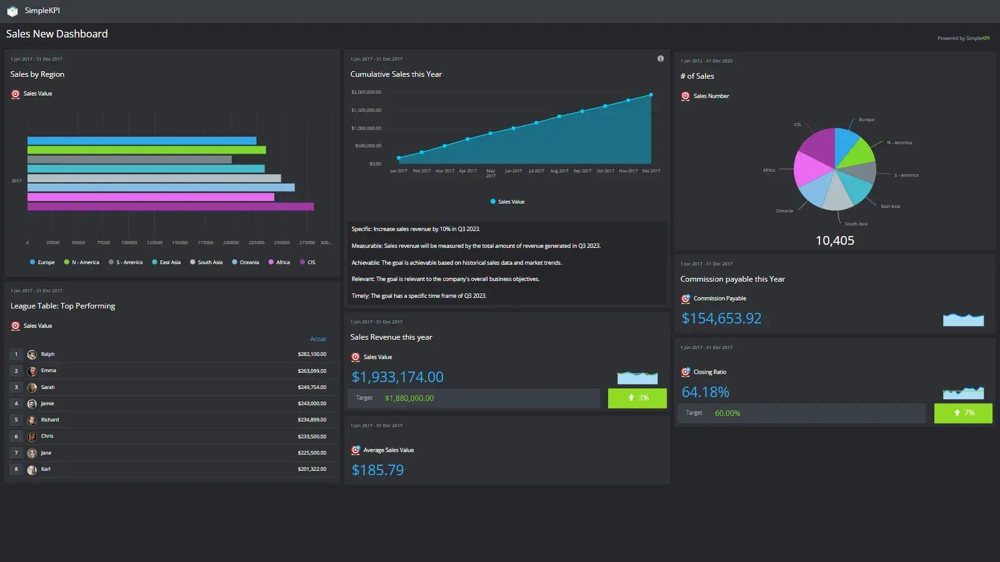 SimpleKPI
Sales New Dashboard
Powered by SimpleKPI
1 Jan 2017 - 31 Dec 2017
Sales by Region
Sales Value
2017
0 25000 50000 75000 100000 125000 150000 175000 200000 225000 250000 275000 300...
Europe N - America S - America East Asia South Asia Oceania Africa CIS
1 Jan 2017 - 31 Dec 2017
League Table: Top Performing
Sales Value
Actual
1 Ralph $282,100.00
2 Emma $263,099.00
3 Sarah $249,754.00
4 Jamie $243,000.00
5 Richard $234,899.00
6 Chris $233,500.00
7 Jane $225,500.00
8 Karl $201,322.00
1 Jan 2017 - 31 Dec 2017
Cumulative Sales this Year
$2,000,000.00
$1,500,000.00
$1,000,000.00
$500,000.00
$0.00
Jan 2017 Feb 2017 Mar 2017 Apr 2017 May 2017 Jun 2017 Jul 2017 Aug 2017 Sep 2017 Oct 2017 Nov 2017 Dec 2017
Sales Value
Specific: Increase sales revenue by 10% in Q3 2023.
Measurable: Sales revenue will be measured by the total amount of revenue generated in Q3 2023.
Achievable: The goal is achievable based on historical sales data and market trends.
Relevant: The goal is relevant to the company's overall business objectives.
Timely: The goal has a specific time frame of Q3 2023.
1 Jan 2017 - 31 Dec 2017
Sales Revenue this year
Sales Value
$1,933,174.00
Target $1,880,000.00
3%
1 Jan 2017 - 31 Dec 2017
Average Sales Value
$185.79
1 Jan 2012 - 31 Dec 2023
# of Sales
Sales Number
Europe
CIS
N - America
Africa
S - America
East Asia
Oceania
South Asia
10,405
1 Jan 2017 - 31 Dec 2017
Commission payable this Year
Commission Payable
$154,653.92
1 Jan 2017 - 31 Dec 2017
Closing Ratio
64.18%
Target 60.00%
7%